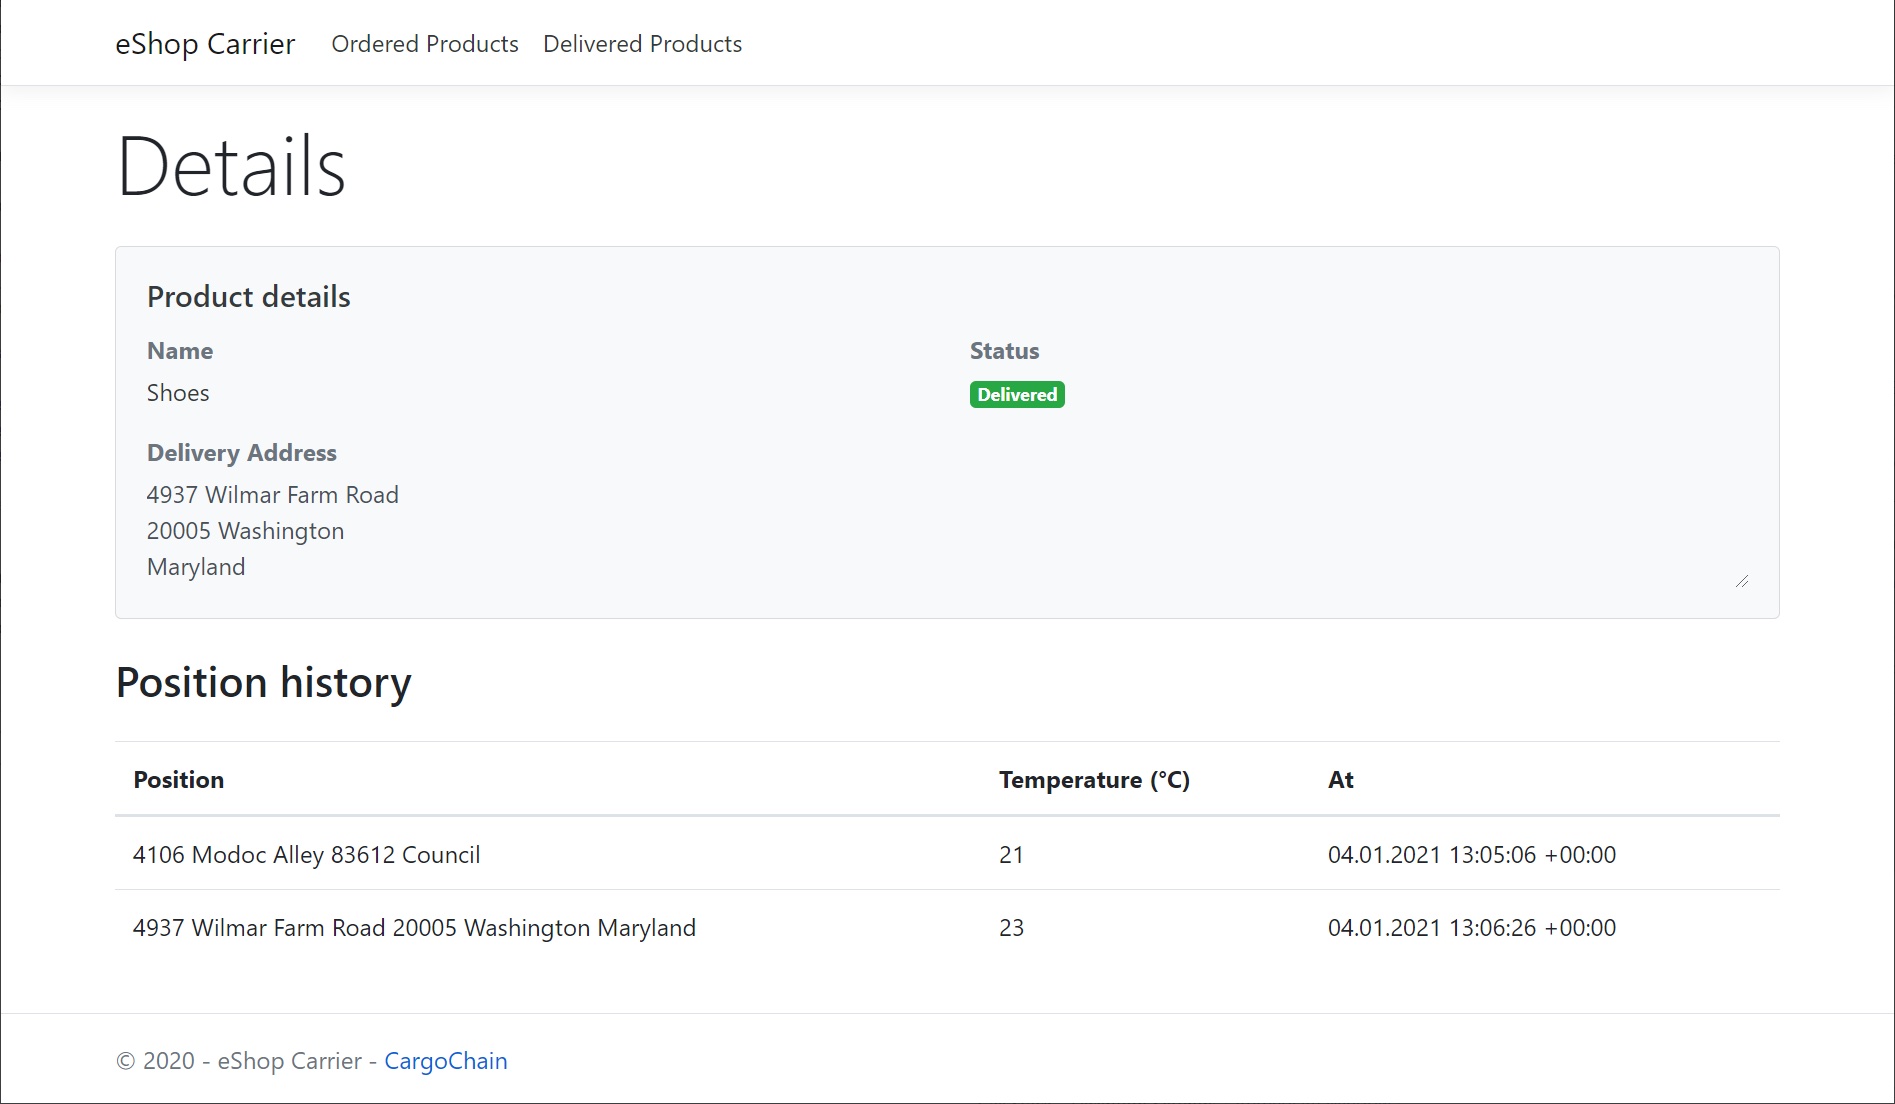 eShop Carrier Ordered Products Delivered Products
Details
Product details
Name Status
Shoes Delivered
Delivery Address
4937 Wilmar Farm Road
20005 Washington
Maryland
Position history
Position Temperature (°C) At
4106 Modoc Alley 83612 Council 21 04.01.2021 13:05:06 +00:00
4937 Wilmar Farm Road 20005 Washington Maryland 23 04.01.2021 13:06:26 +00:00
© 2020 - eShop Carrier - CargoChain